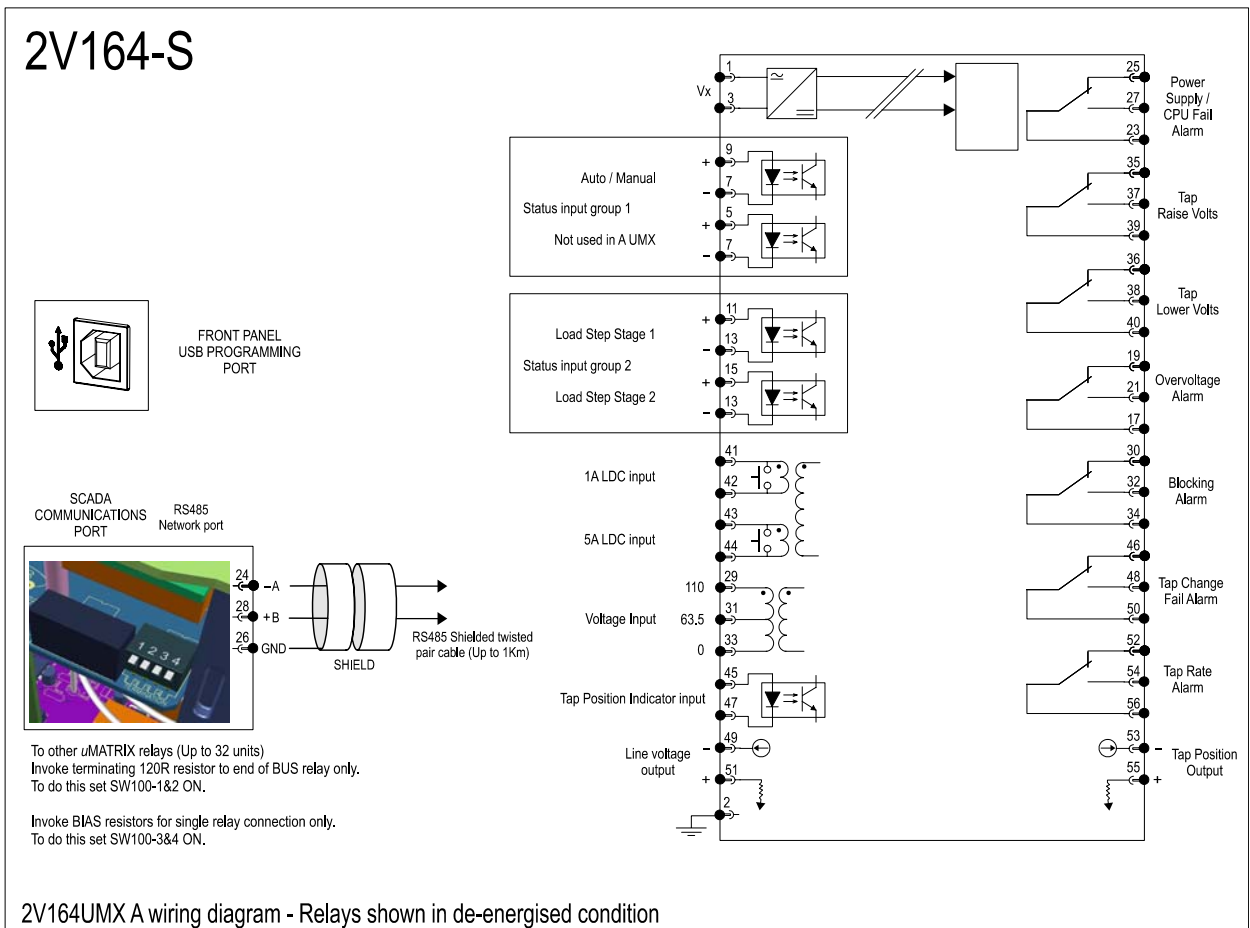 2V164-S
1
Vx
3
9
+
Auto / Manual
7
–
Status input group 1
5
+
Not used in A UMX
7
–
11
+
Load Step Stage 1
13
–
Status input group 2
15
+
Load Step Stage 2
13
–
41
1A LDC input
42
43
5A LDC input
44
29
110
31
Voltage Input 63.5
33
0
45
Tap Position Indicator input
47
49
–
Line voltage
output
51
+
2
25
27
23
Power
Supply /
CPU Fail
Alarm
35
37
39
Tap
Raise Volts
36
38
40
Tap
Lower Volts
19
21
17
Overvoltage
Alarm
30
32
34
Blocking
Alarm
46
48
50
Tap Change
Fail Alarm
52
54
56
Tap Rate
Alarm
53
–
55
+
Tap Position
Output
FRONT PANEL
USB PROGRAMMING
PORT
SCADA
COMMUNICATIONS
PORT
RS485
Network port
1 2 3 4
24
–A
28
+B
26
GND
SHIELD
RS485 Shielded twisted
pair cable (Up to 1Km)
To other uMATRIX relays (Up to 32 units)
Invoke terminating 120R resistor to end of BUS relay only.
To do this set SW100-1&2 ON.
Invoke BIAS resistors for single relay connection only.
To do this set SW100-3&4 ON.
2V164UMX A wiring diagram - Relays shown in de-energised condition